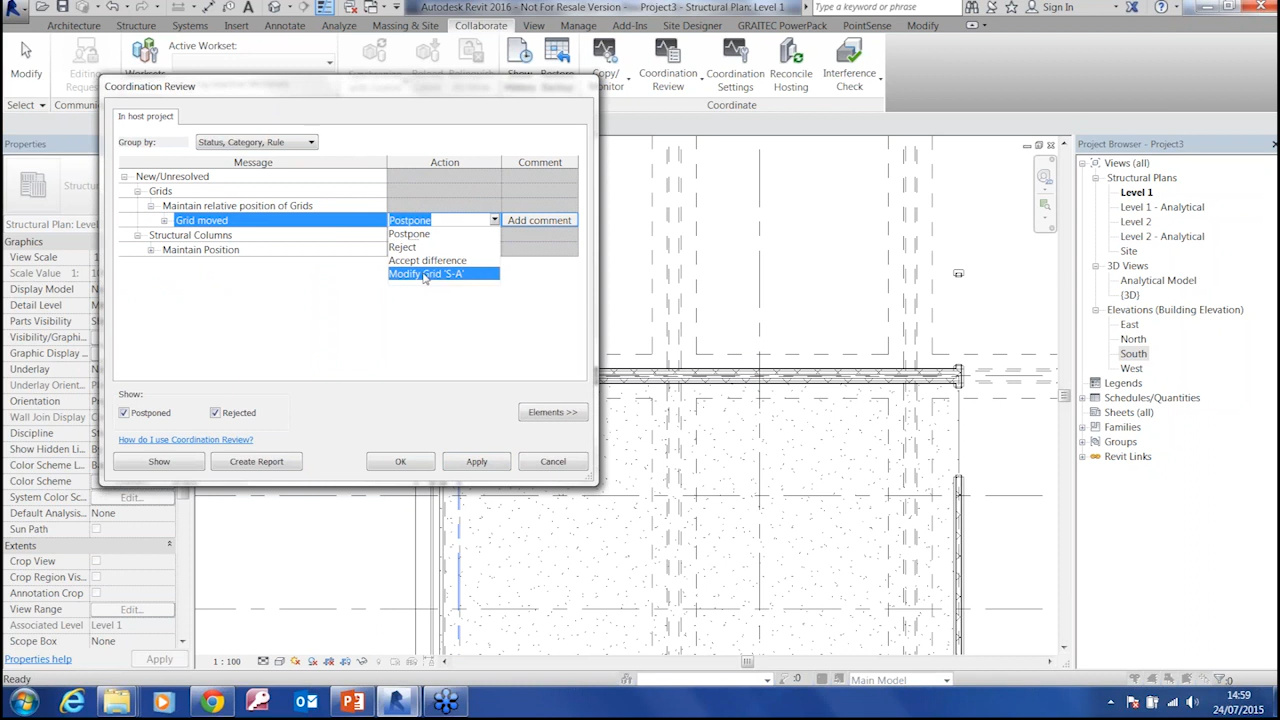 Autodesk Revit 2016 - Not For Resale Version - Project3 - Structural Plan: Level 1
Type a keyword or phrase
Sign In
Architecture
Structure
Systems
Insert
Annotate
Analyze
Massing & Site
Collaborate
View
Manage
Add-Ins
Site Designer
GRAITEC PowerPack
PointSense
Modify
Active Workset:
Modify
Editing
Show
Restore
Copy/
Monitor
Coordination
Review
Coordination
Settings
Reconcile
Hosting
Interference
Check
Select
Coordinate
Coordination Review
In host project
Group by:
Status, Category, Rule
Message
Action
Comment
New/Unresolved
Grids
Maintain relative position of Grids
Grid moved
Postpone
Add comment
Structural Columns
Maintain Position
Postpone
Reject
Accept difference
Modify Grid 'S-A'
Show:
Postponed
Rejected
Elements >>
How do I use Coordination Review?
Show
Create Report
OK
Apply
Cancel
Properties
Structural Plan: Level
Graphics
View Scale
Scale Value 1:
Display Model
Detail Level
Parts Visibility
Visibility/Graphi...
Graphic Display ...
Underlay
Underlay Orient...
Orientation
Wall Join Display
Discipline
Show Hidden Li
Color Scheme L
Color Scheme
System Color Sc...
Edit...
Default Analysis...
None
Sun Path
Extents
Crop View
Crop Region Vis...
Annotation Crop
View Range
Edit...
Associated Level
Level 1
Scope Box
None
Properties help
Apply
1 : 100
Project Browser - Project3
Views (all)
Structural Plans
Level 1
Level 1 - Analytical
Level 2
Level 2 - Analytical
Site
3D Views
Analytical Model
{3D}
Elevations (Building Elevation)
East
North
South
West
Legends
Schedules/Quantities
Sheets (all)
Families
Groups
Revit Links
Ready
:0
Main Model
:0
14:59
24/07/2015